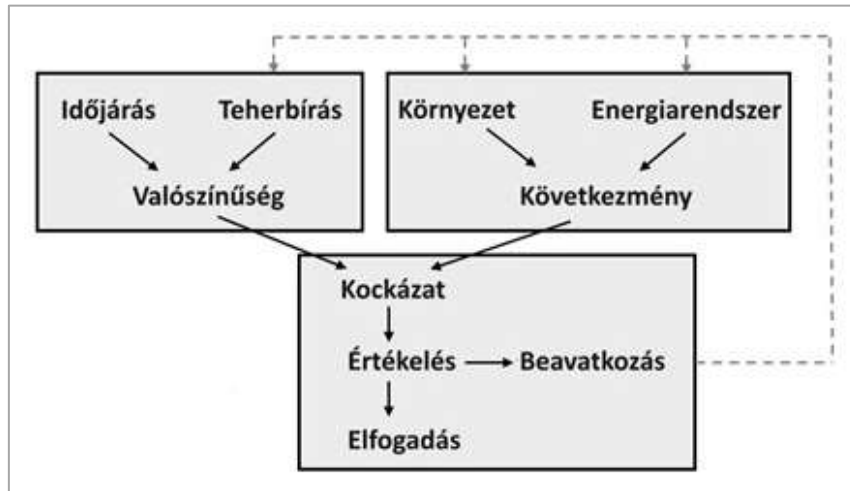 Időjárás Teherbírás Környezet Energiarendszer
Valószínűség Következmény
Kockázat
Értékelés Beavatkozás
Elfogadás